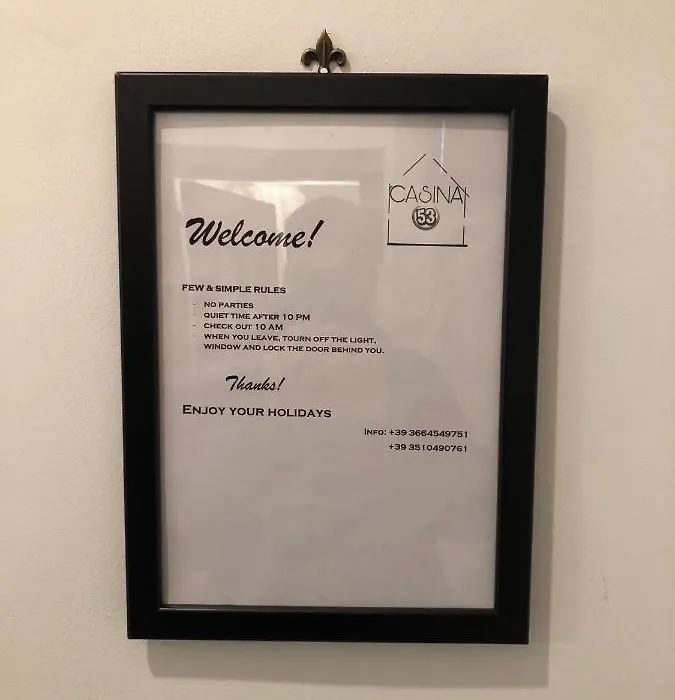 CASINA
53
Welcome!
FEW & SIMPLE RULES
- NO PARTIES
- QUIET TIME AFTER 10 PM
- CHECK OUT 10 AM
- WHEN YOU LEAVE, TOURN OFF THE LIGHT,
WINDOW AND LOCK THE DOOR BEHIND YOU.
Thanks!
ENJOY YOUR HOLIDAYS
INFO: +39 3664549751
+39 3510490761